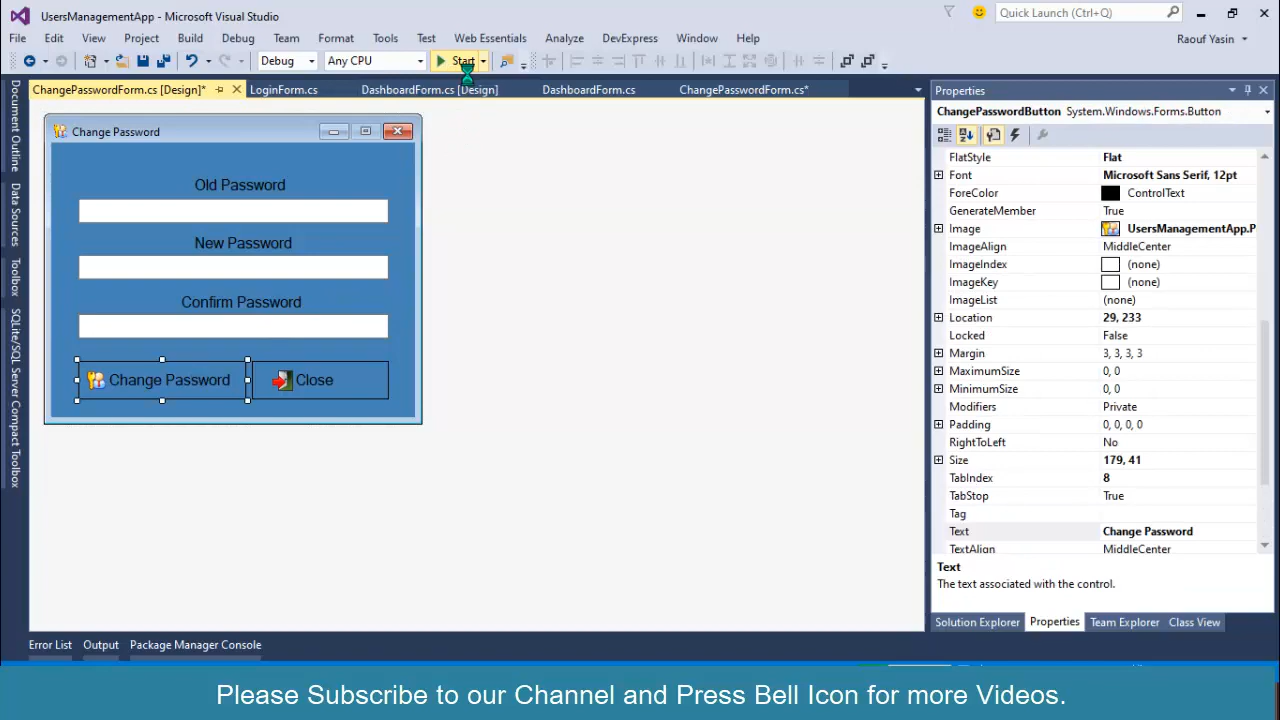 UsersManagementApp - Microsoft Visual Studio
Quick Launch (Ctrl+Q)
File Edit View Project Build Debug Team Format Tools Test Web Essentials Analyze DevExpress Window Help
Raouf Yasin
Debug Any CPU Start
ChangePasswordForm.cs [Design]* LoginForm.cs DashboardForm.cs [Design] DashboardForm.cs ChangePasswordForm.cs*
Document Outline
Data Sources
Toolbox
SQLite/SQL Server Compact Toolbox
Change Password
Old Password
New Password
Confirm Password
Change Password Close
Properties
ChangePasswordButton System.Windows.Forms.Button
FlatStyle Flat
Font Microsoft Sans Serif, 12pt
ForeColor ControlText
GenerateMember True
Image UsersManagementApp.P
ImageAlign MiddleCenter
ImageIndex (none)
ImageKey (none)
ImageList (none)
Location 29, 233
Locked False
Margin 3, 3, 3, 3
MaximumSize 0, 0
MinimumSize 0, 0
Modifiers Private
Padding 0, 0, 0, 0
RightToLeft No
Size 179, 41
TabIndex 8
TabStop True
Tag
Text Change Password
TextAlign MiddleCenter
Text
The text associated with the control.
Solution Explorer Properties Team Explorer Class View
Error List Output Package Manager Console
Please Subscribe to our Channel and Press Bell Icon for more Videos.